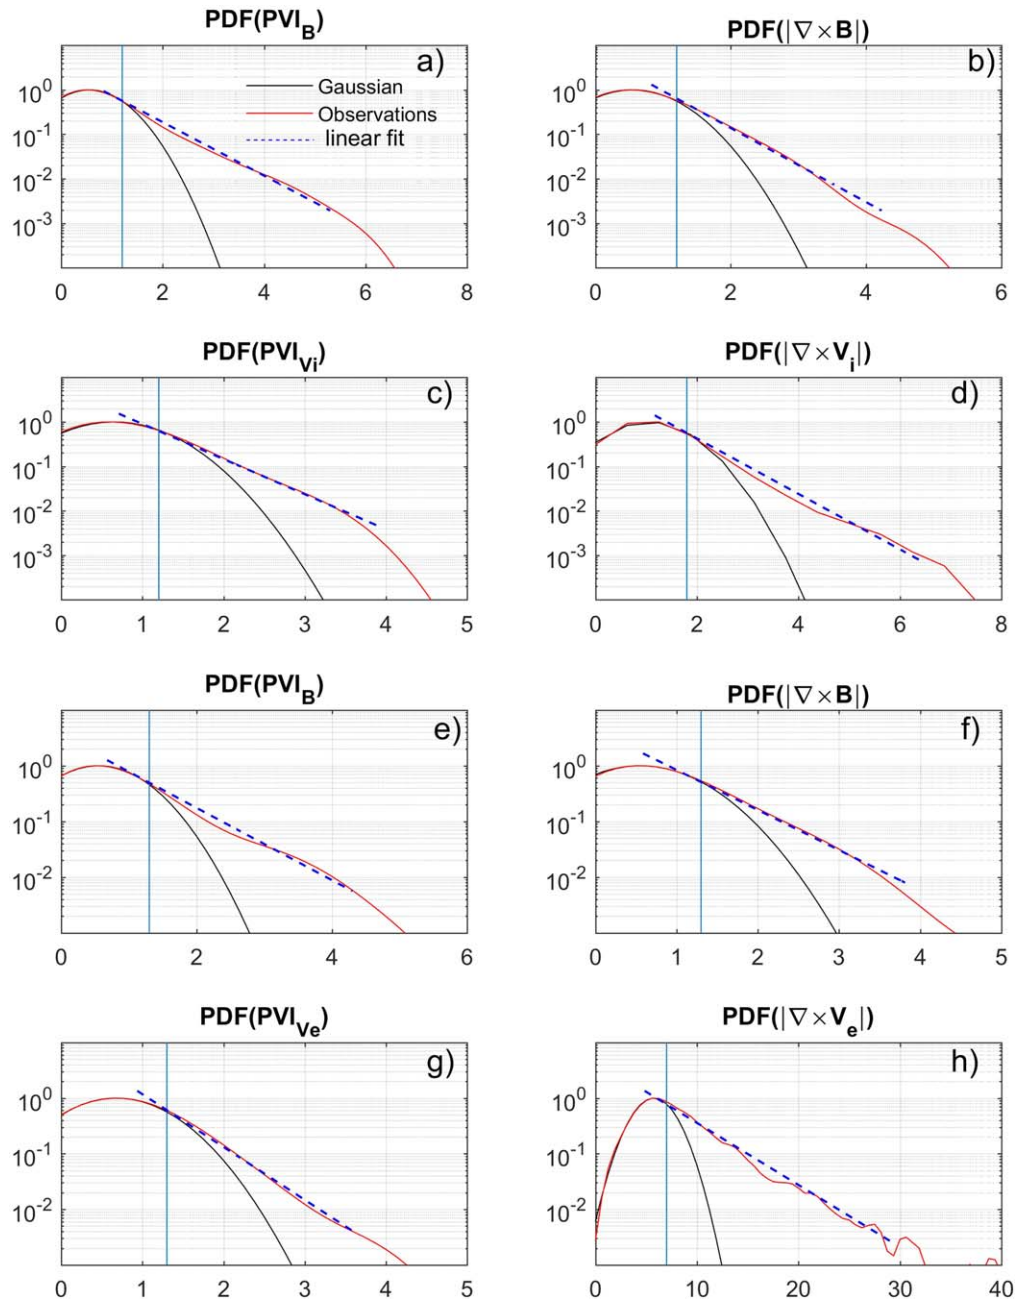 PDF(PVI_B)
a)
Gaussian
Observations
linear fit
10^0
10^-1
10^-2
10^-3
0 2 4 6 8
PDF(|∇×B|)
b)
10^0
10^-1
10^-2
10^-3
0 2 4 6
PDF(PVI_Vi)
c)
10^0
10^-1
10^-2
10^-3
0 1 2 3 4 5
PDF(|∇×V_i|)
d)
10^0
10^-1
10^-2
10^-3
0 2 4 6 8
PDF(PVI_B)
e)
10^0
10^-1
10^-2
0 2 4 6
PDF(|∇×B|)
f)
10^0
10^-1
10^-2
0 1 2 3 4 5
PDF(PVI_Ve)
g)
10^0
10^-1
10^-2
0 1 2 3 4 5
PDF(|∇×V_e|)
h)
10^0
10^-1
10^-2
0 10 20 30 40